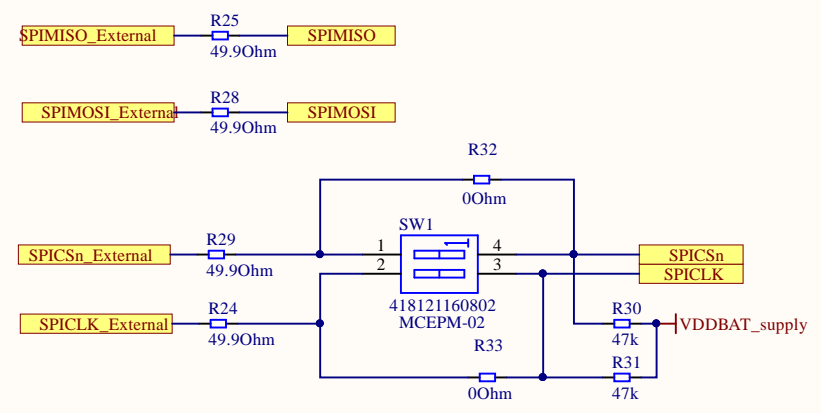 R25
SPIMISO_External
SPIMISO
49.9Ohm
R28
SPIMOSI_External
SPIMOSI
49.9Ohm
R32
0Ohm
SW1
R29
1
4
SPICSn_External
SPICSn
49.9Ohm
2
3
SPICLK
1
418121160802
R24
R30
SPICLK_External
MCEPM-02
VDDBAT_supply
49.9Ohm
47k
R33
R31
0Ohm
47k